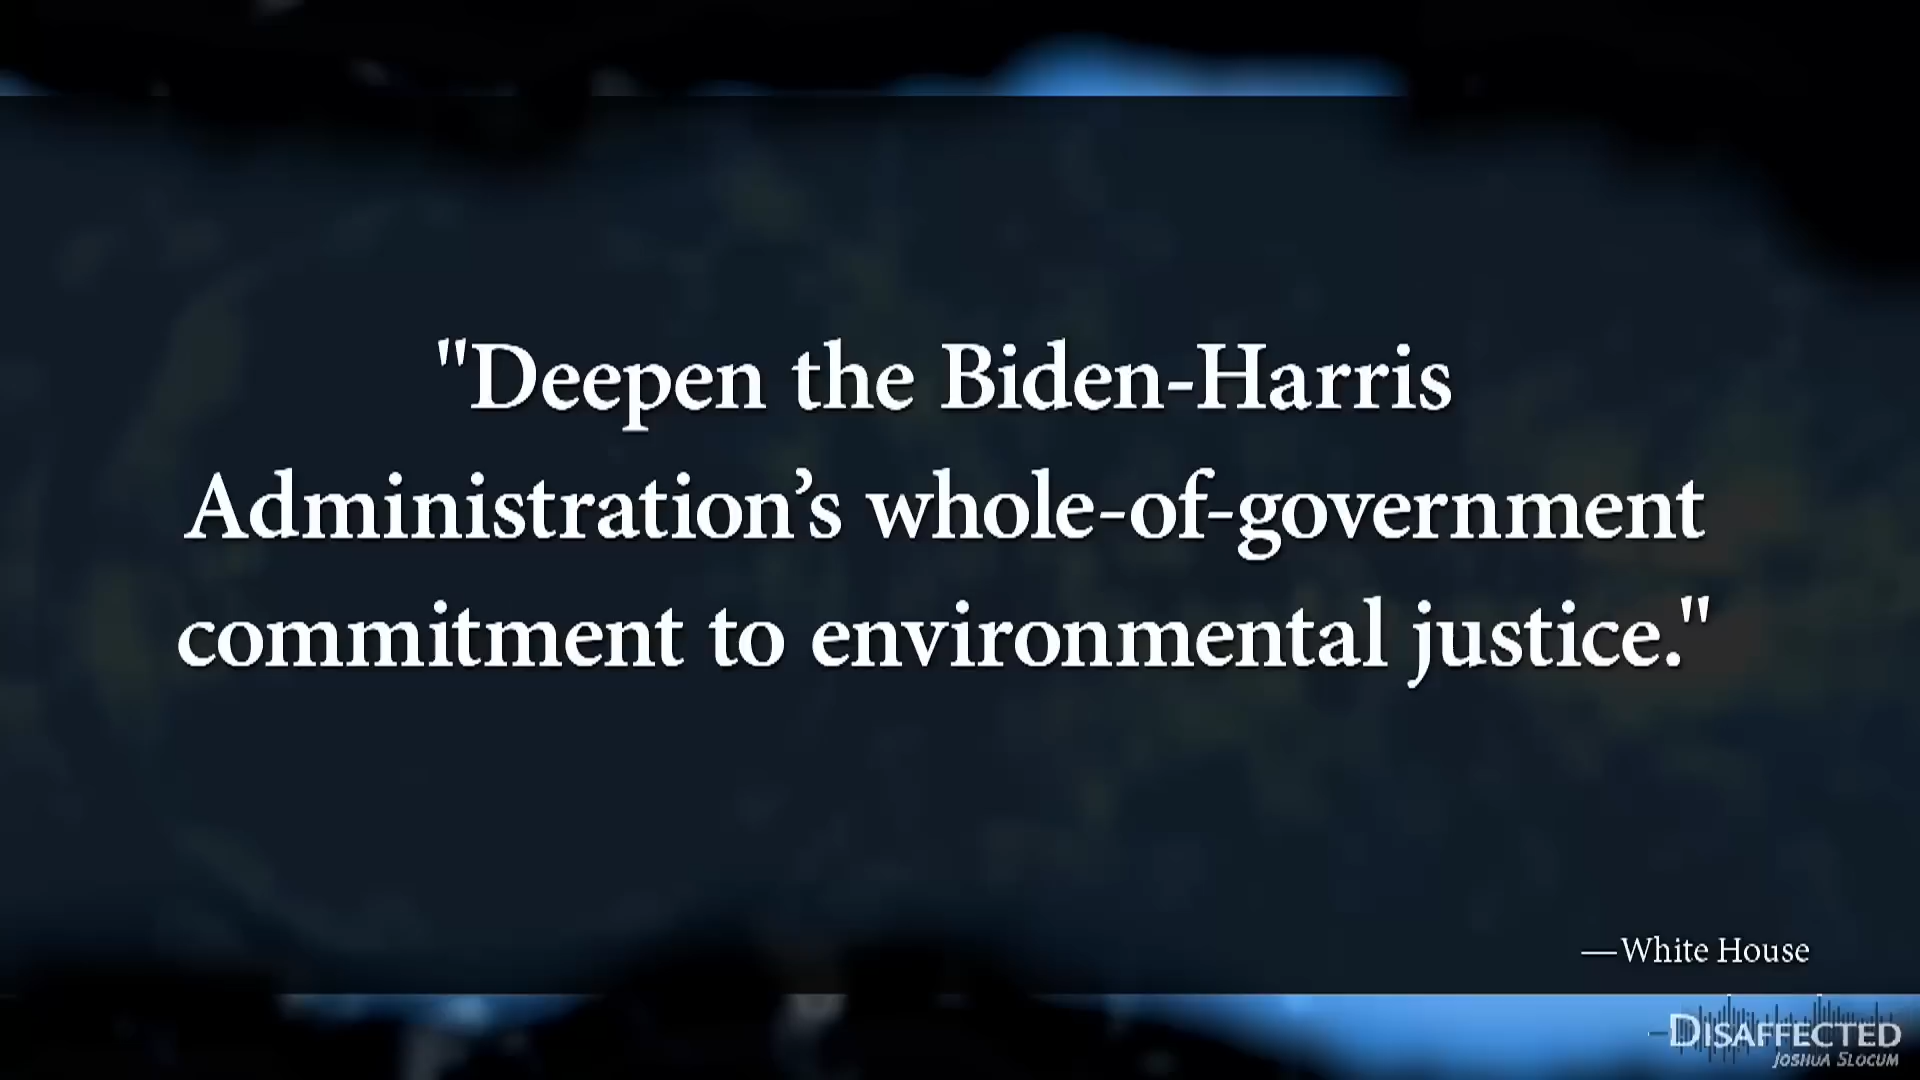 "Deepen the Biden-Harris
Administration’s whole-of-government
commitment to environmental justice."
—White House
DISAFFECTED
JOSHUA SLOCUM